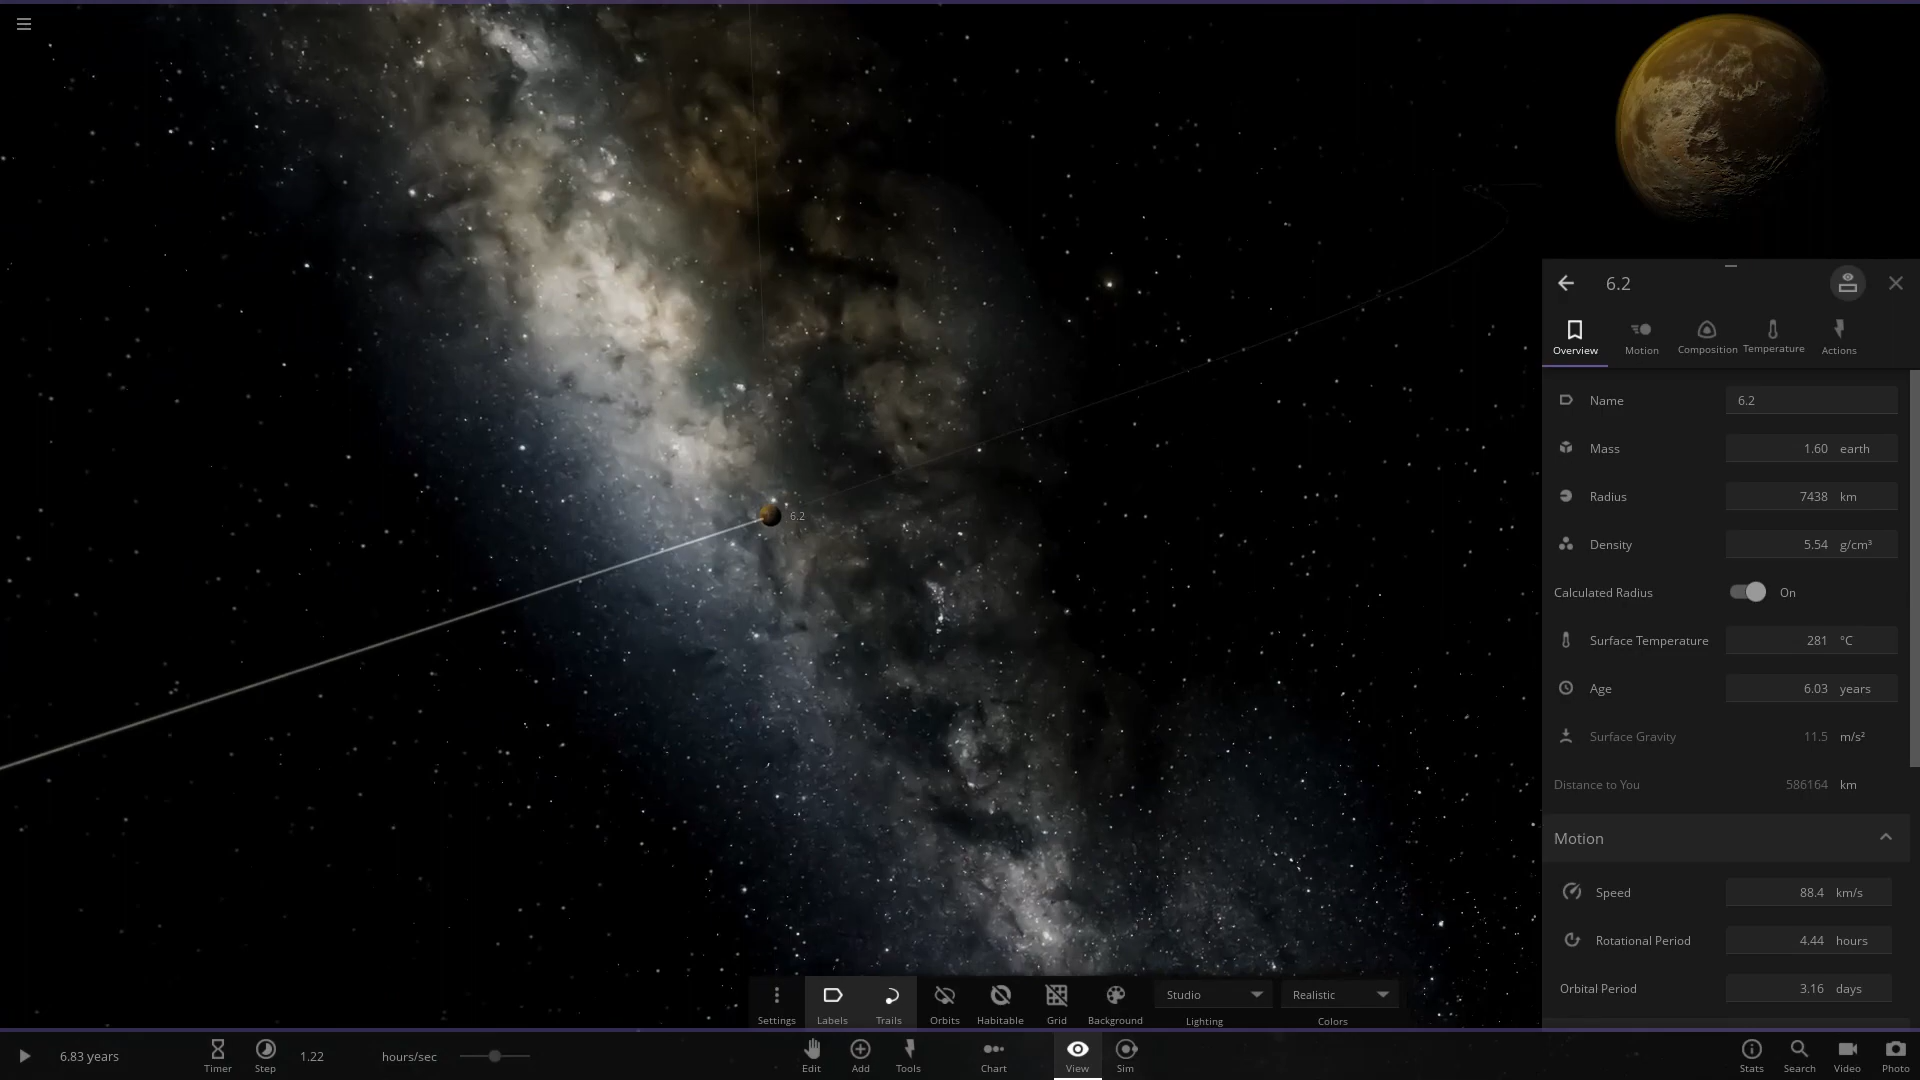 6.2
6.2
Overview Motion Composition Temperature Actions
Name 6.2
Mass 1.60 earth
Radius 7438 km
Density 5.54 g/cm³
Calculated Radius On
Surface Temperature 281 °C
Age 6.03 years
Surface Gravity 11.5 m/s²
Distance to You 586164 km
Motion
Speed 88.4 km/s
Rotational Period 4.44 hours
Orbital Period 3.16 days
Studio Realistic
Settings Labels Trails Orbits Habitable Grid Background Lighting Colors
6.83 years 1.22 hours/sec
Timer Step Edit Add Tools Chart View Sim Stats Search Video Photo